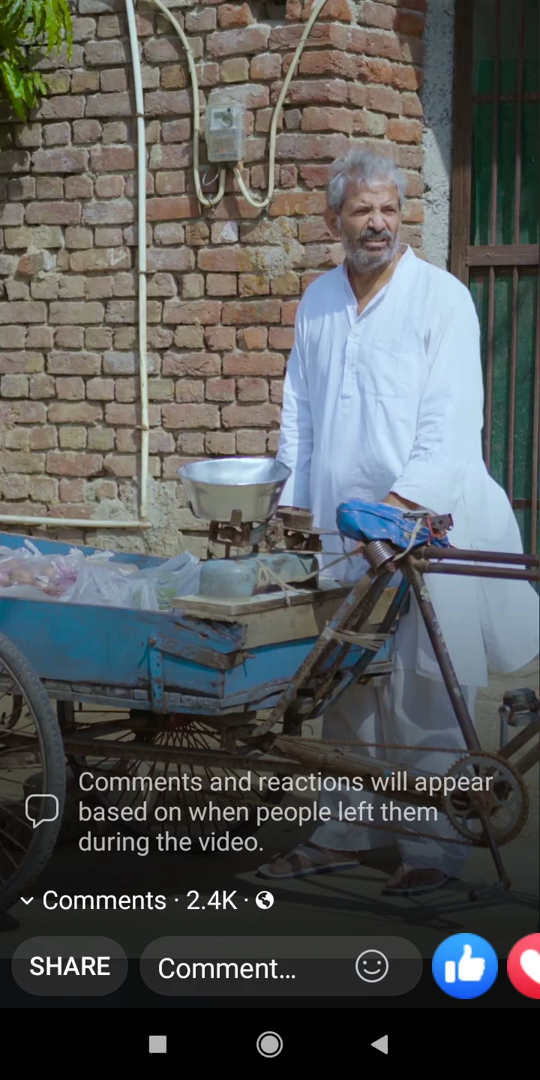 Comments and reactions will appear
based on when people left them
during the video.
Comments · 2.4K ·
SHARE
Comment...